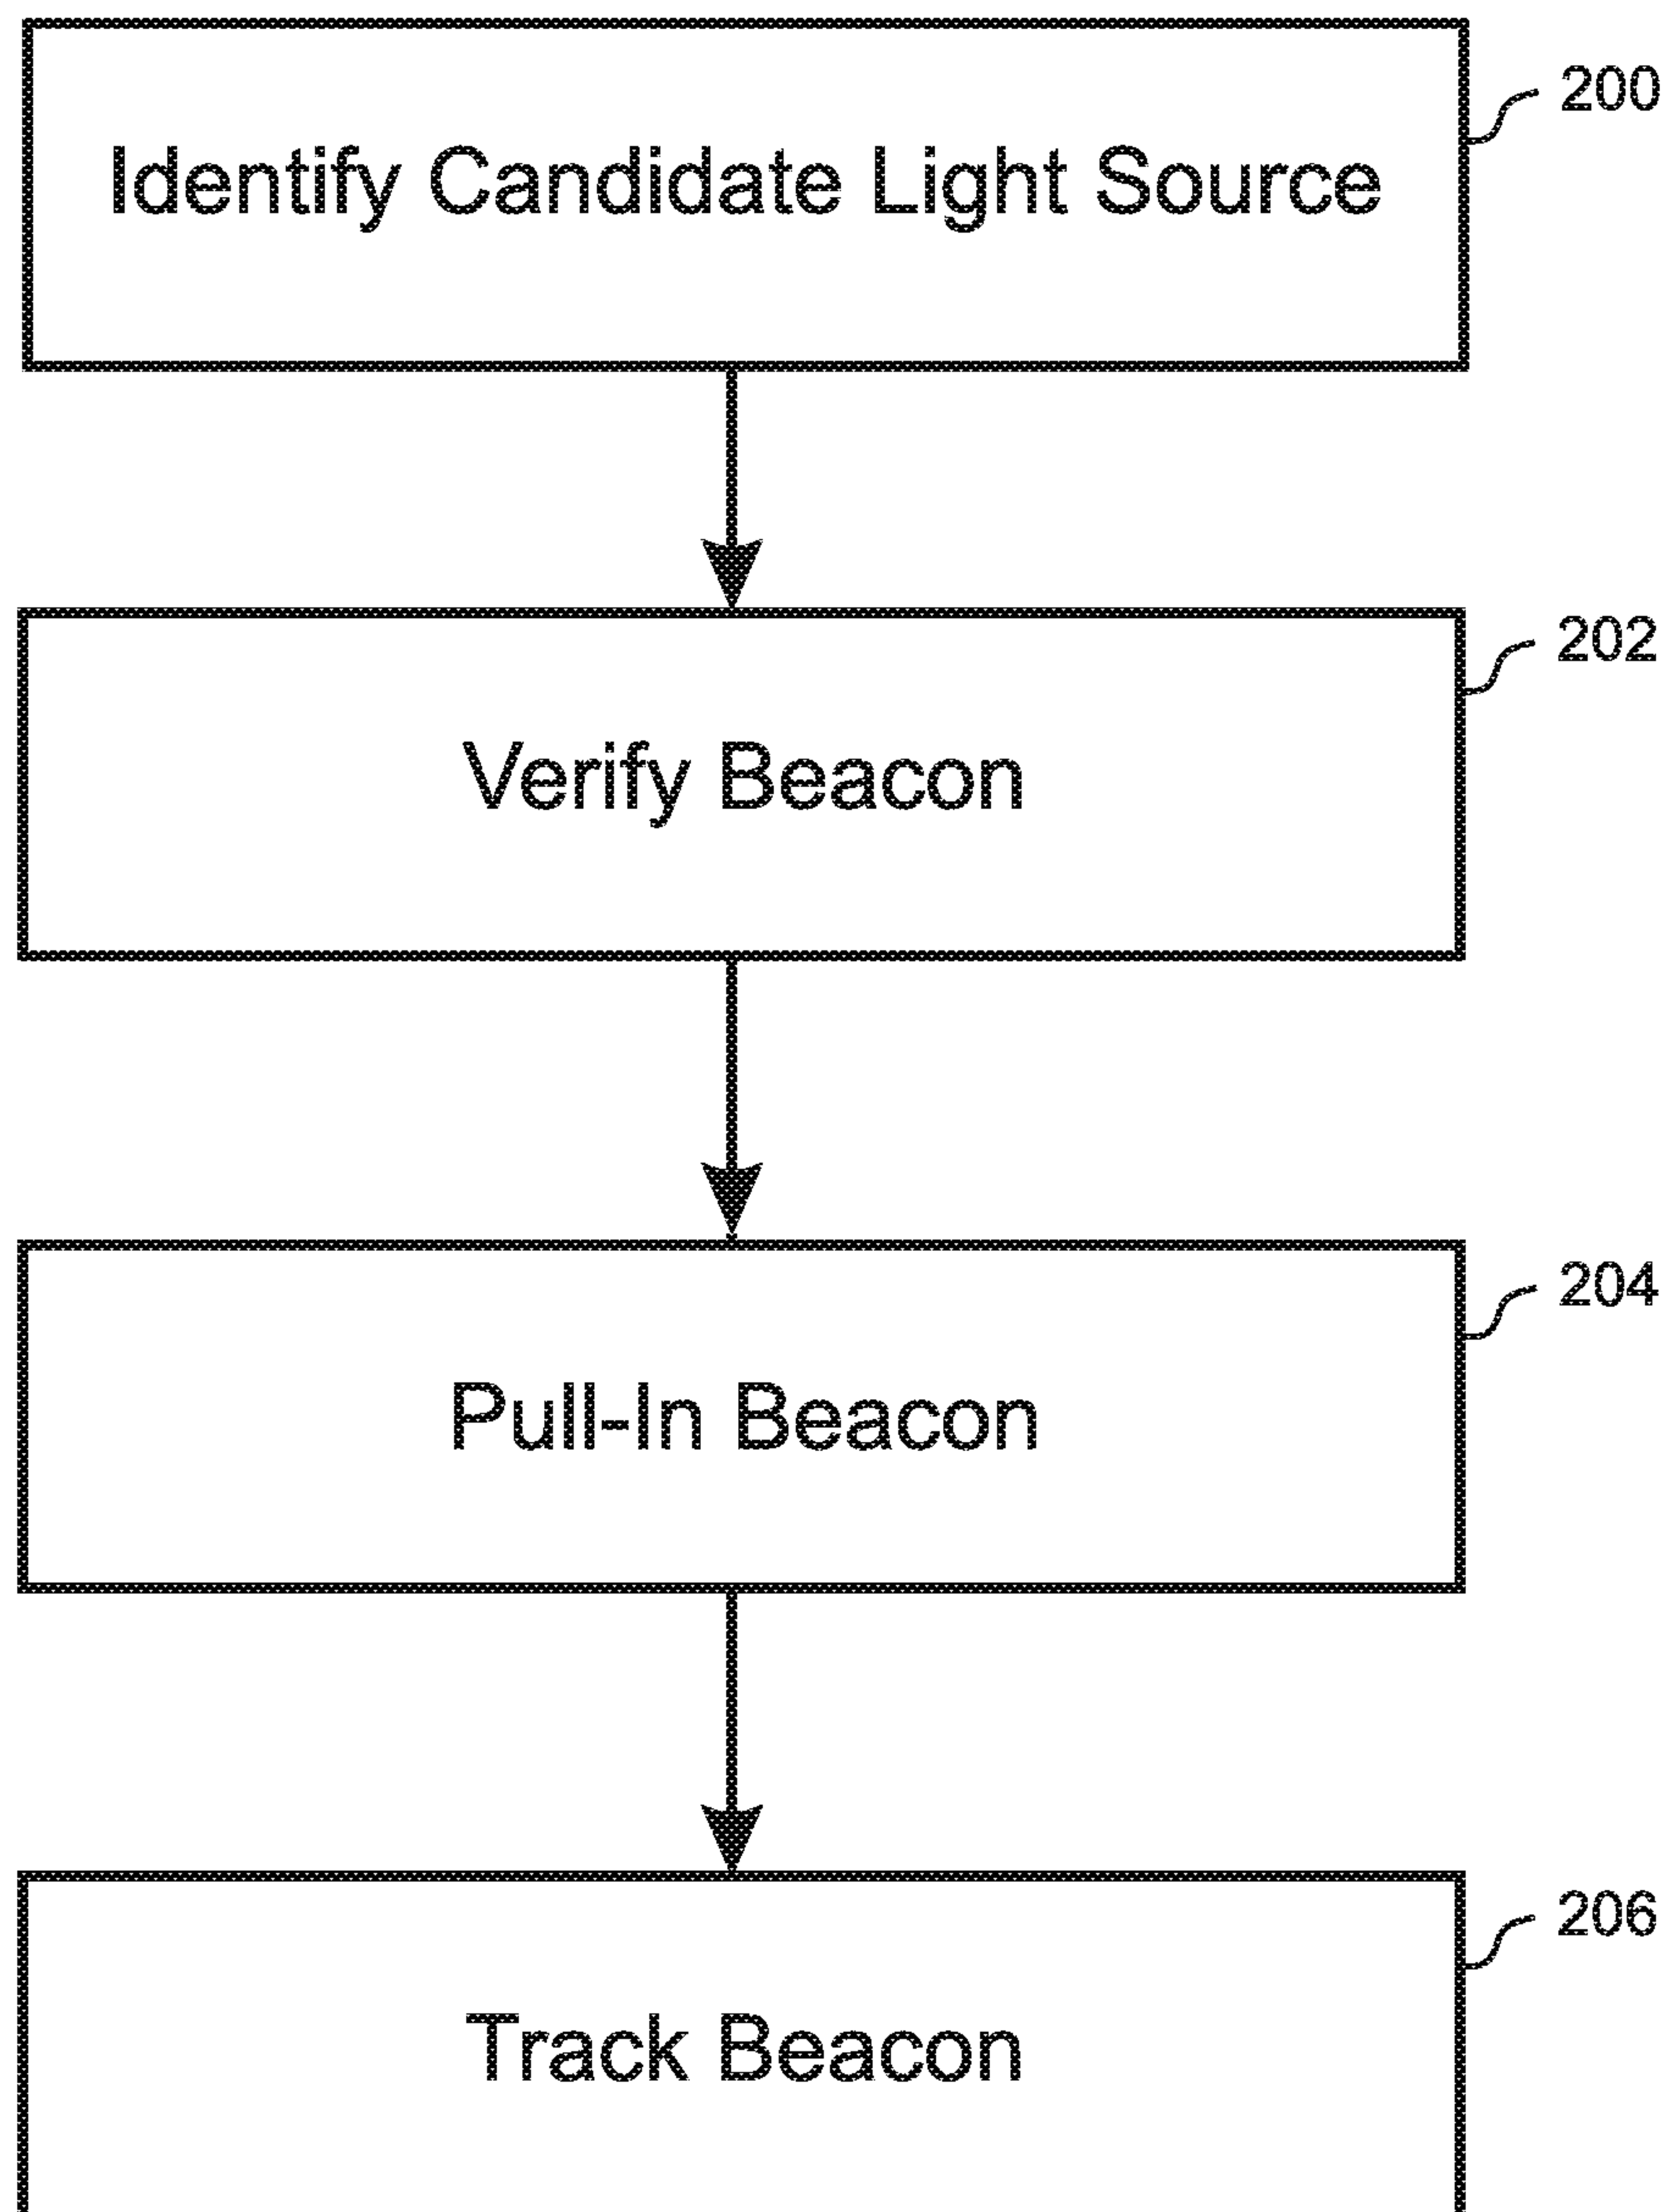 200
Identify Candidate Light Source
202
Verify Beacon
204
Pull-In Beacon
206
Track Beacon